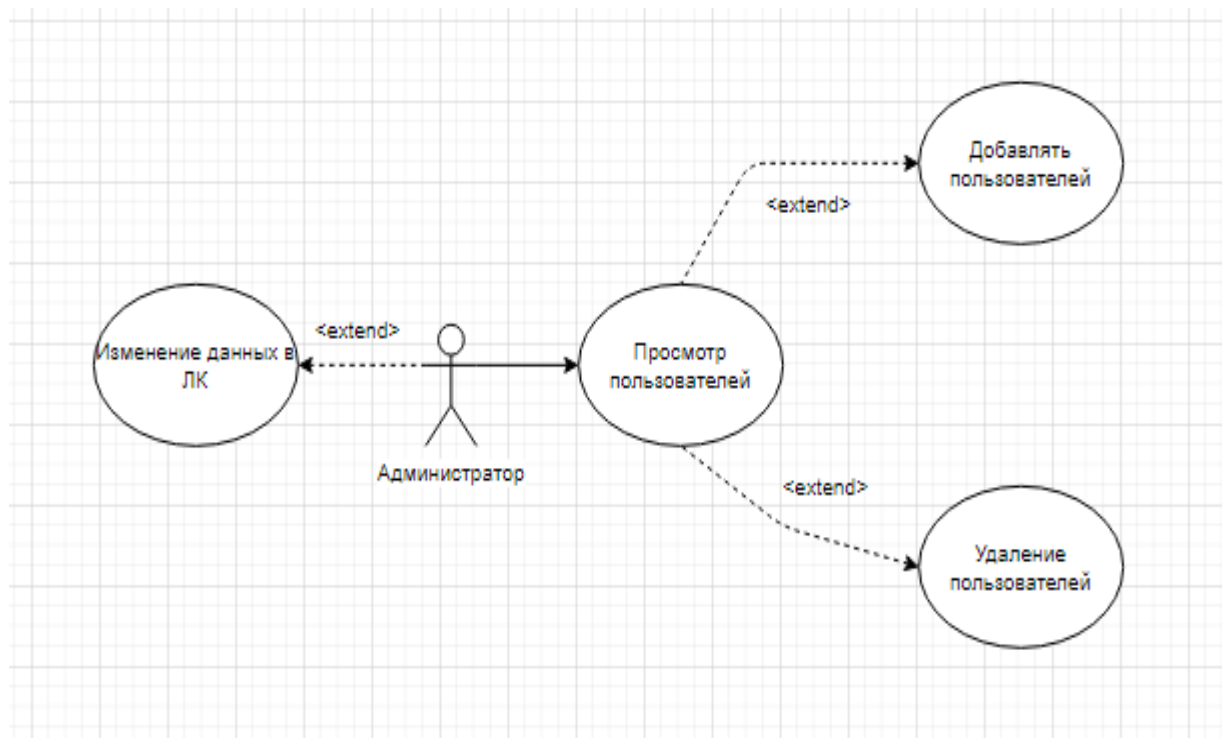 Добавлять
пользователей
<extend>
<extend>
Изменение данных в
ЛК
Просмотр
пользователей
Администратор
<extend>
Удаление
пользователей